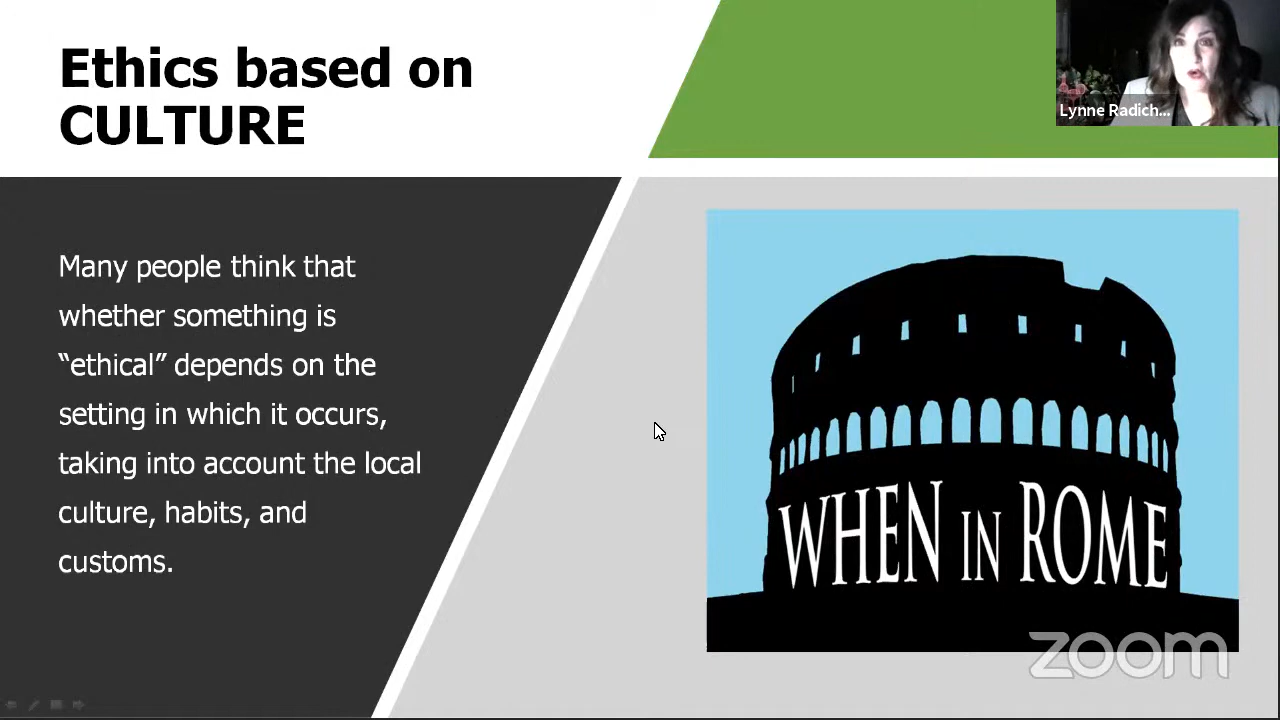 Ethics based on
CULTURE
Lynne Radich...
Many people think that
whether something is
“ethical” depends on the
setting in which it occurs,
taking into account the local
culture, habits, and
customs.
WHEN IN ROME
zoom